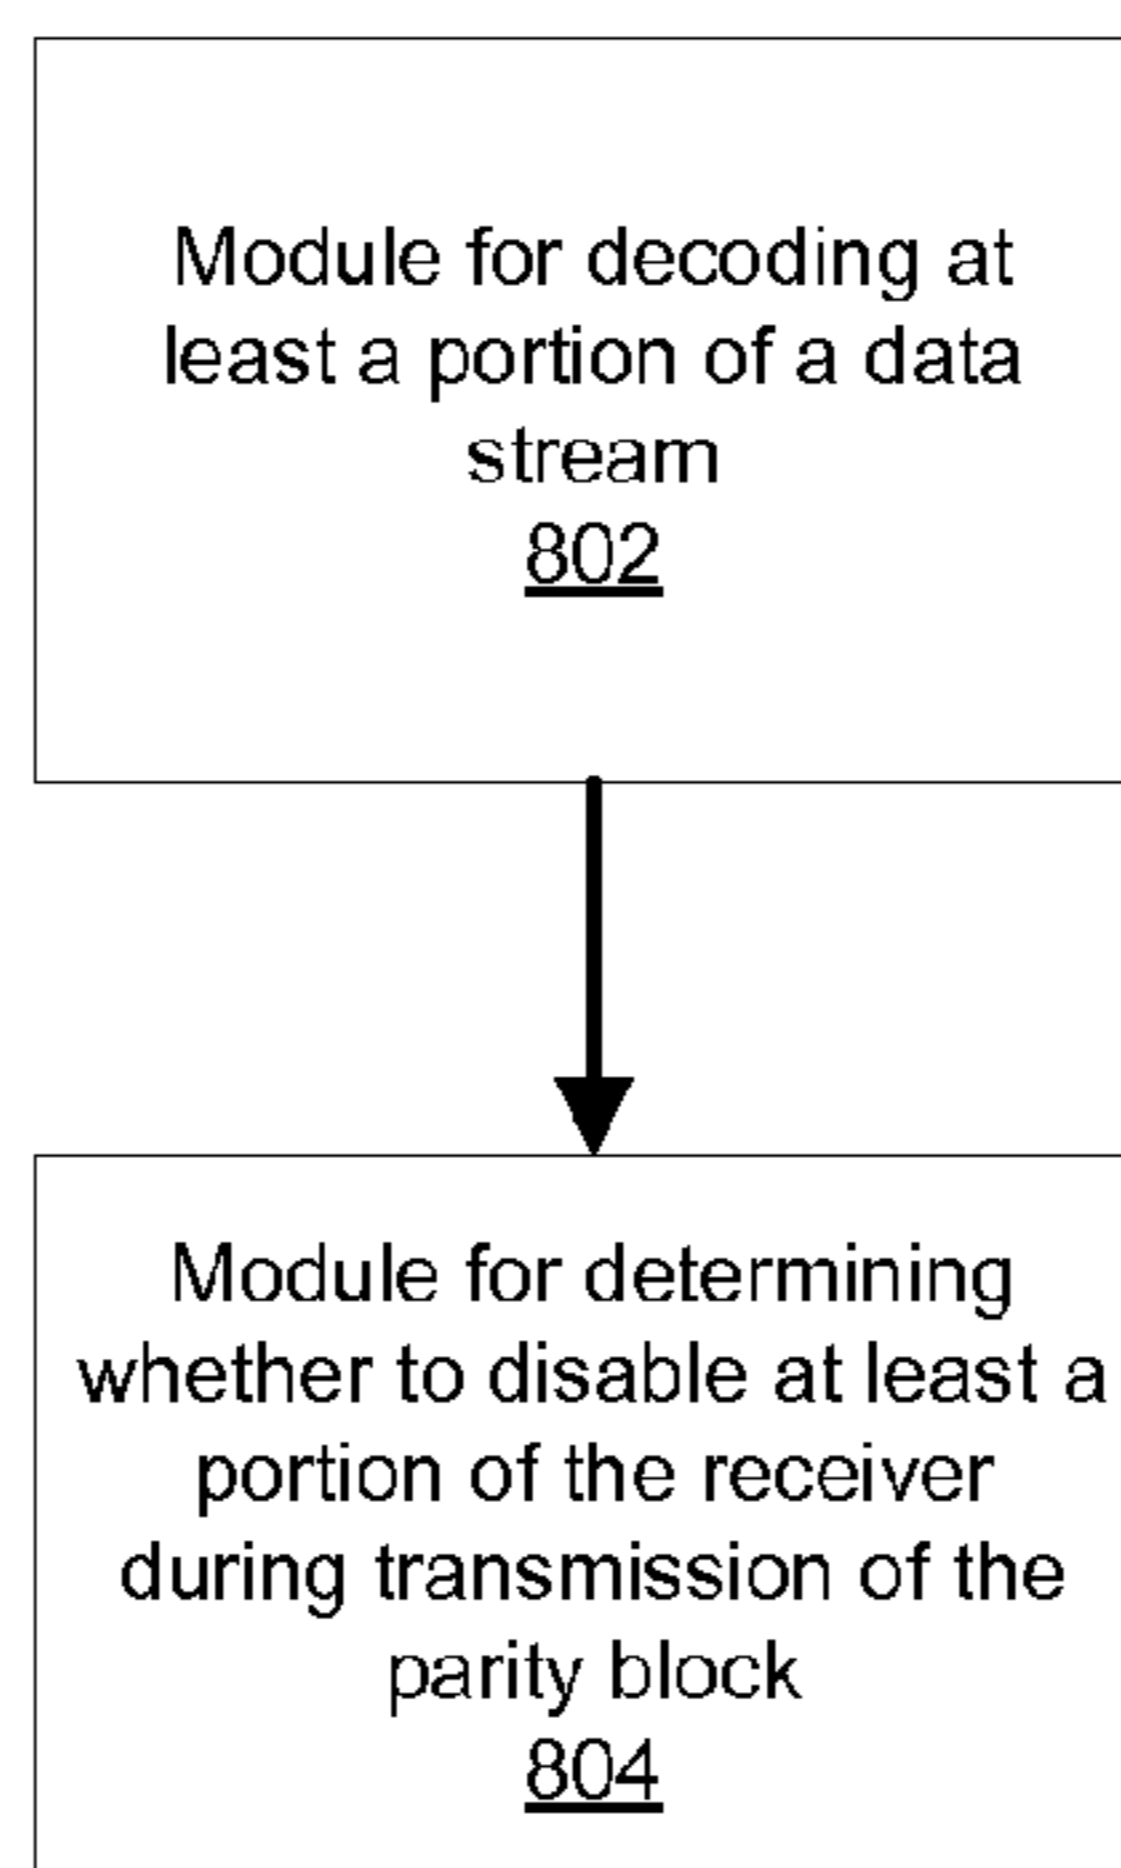 Module for decoding at
least a portion of a data
stream
802
Module for determining
whether to disable at least a
portion of the receiver
during transmission of the
parity block
804